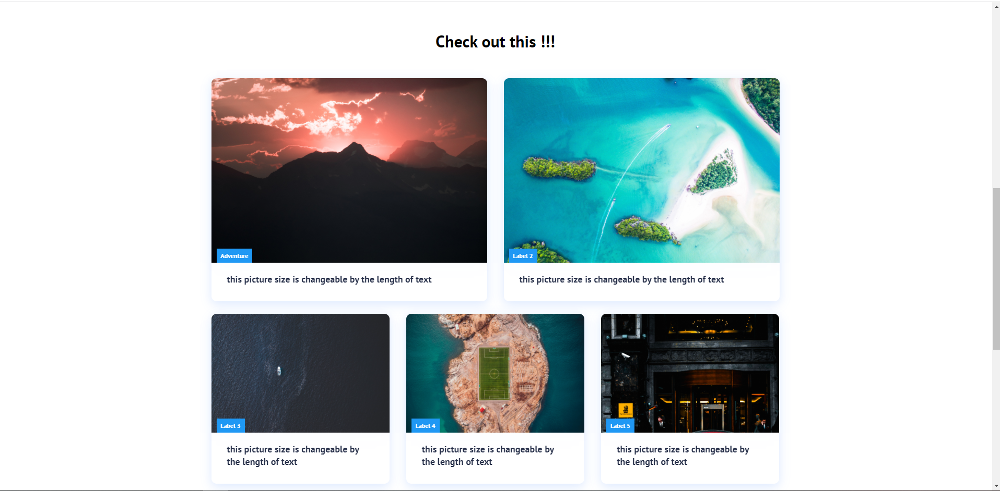 Check out this !!!
Adventure
Label 2
this picture size is changeable by the length of text
this picture size is changeable by the length of text
Label 3
Label 4
Label 5
this picture size is changeable by
the length of text
this picture size is changeable by
the length of text
this picture size is changeable by
the length of text